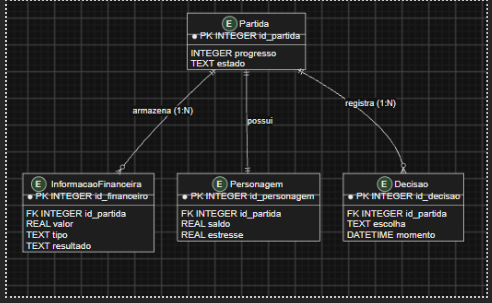 E Partida
PK INTEGER id_partida
INTEGER progresso
TEXT estado
armazena (1:N)
possui
registra (1:N)
E InformacaoFinanceira
PK INTEGER id_financeiro
FK INTEGER id_partida
REAL valor
TEXT tipo
TEXT resultado
E Personagem
PK INTEGER id_personagem
FK INTEGER id_partida
REAL saldo
REAL estresse
E Decisao
PK INTEGER id_decisao
FK INTEGER id_partida
TEXT escolha
DATETIME momento